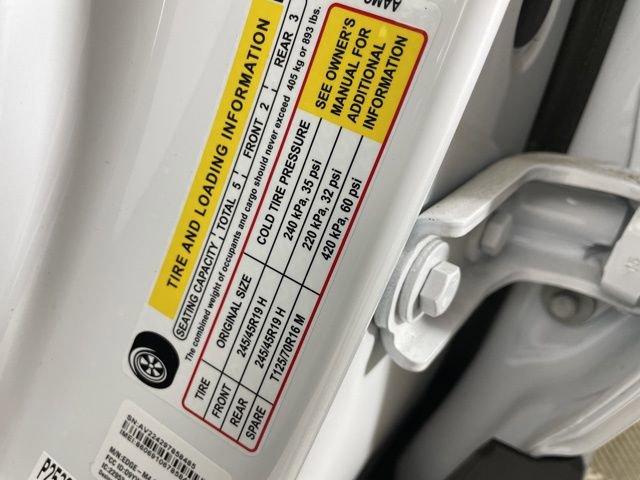 TIRE AND LOADING INFORMATION
SEATING CAPACITY TOTAL 5 FRONT 2 REAR 3
The combined weight of occupants and cargo should never exceed 405 kg or 893 lbs.
TIRE ORIGINAL SIZE COLD TIRE PRESSURE
FRONT 245/45R19 H 240 kPa, 35 psi
REAR 245/45R19 H 220 kPa, 32 psi
SPARE T125/70R16 M 420 kPa, 60 psi
SEE OWNER'S
MANUAL FOR
ADDITIONAL
INFORMATION